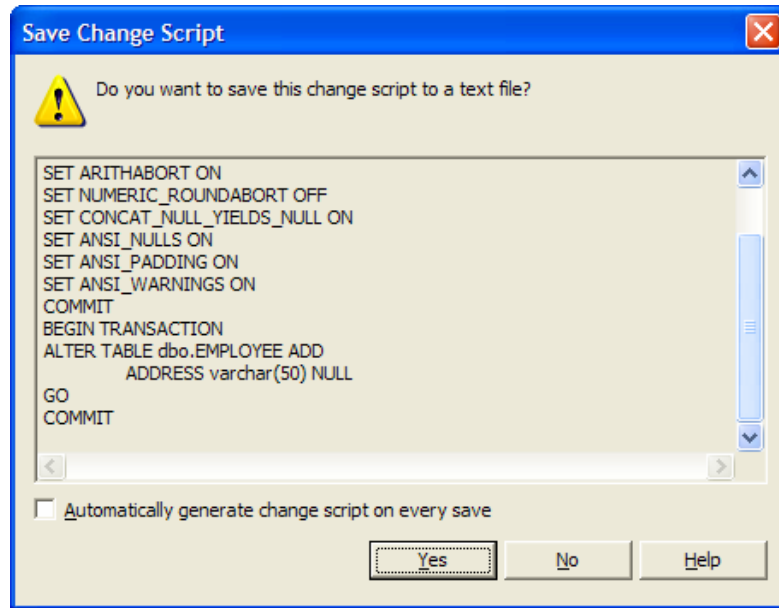 Save Change Script
Do you want to save this change script to a text file?
SET ARITHABORT ON
SET NUMERIC_ROUNDABORT OFF
SET CONCAT_NULL_YIELDS_NULL ON
SET ANSI_NULLS ON
SET ANSI_PADDING ON
SET ANSI_WARNINGS ON
COMMIT
BEGIN TRANSACTION
ALTER TABLE dbo.EMPLOYEE ADD
ADDRESS varchar(50) NULL
GO
COMMIT
Automatically generate change script on every save
Yes No Help